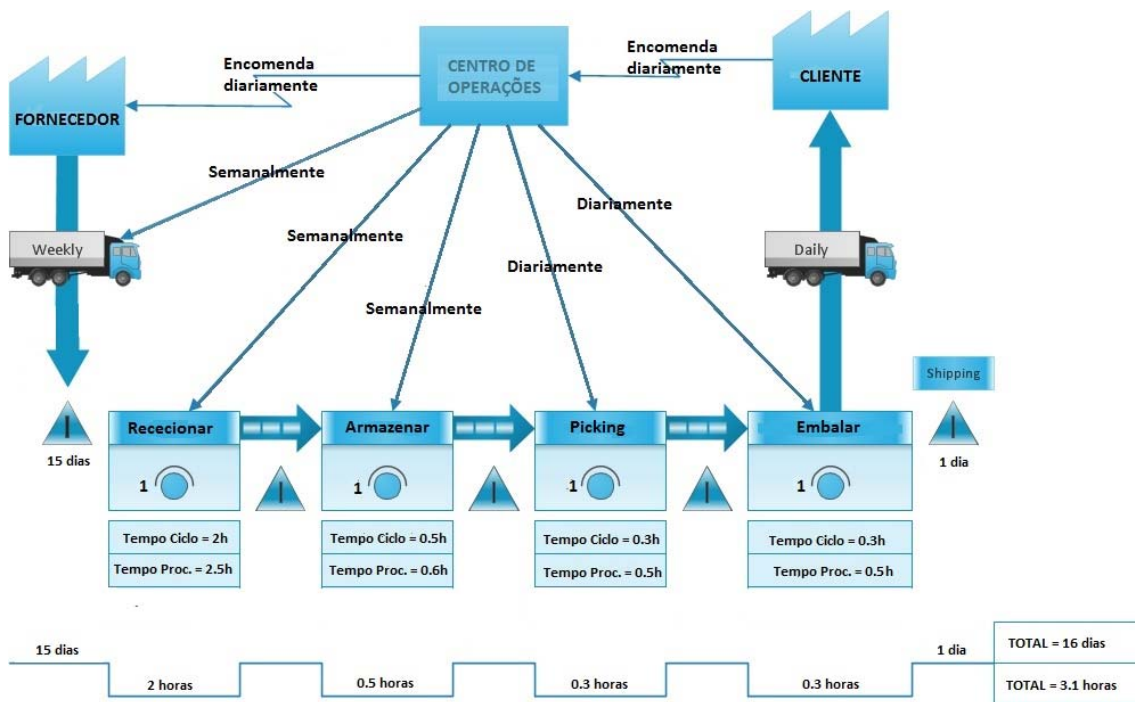 Encomenda
diariamente
CENTRO DE
OPERAÇÕES
Encomenda
diariamente
CLIENTE
FORNECEDOR
Semanalmente
Semanalmente
Semanalmente
Diariamente
Diariamente
Weekly
Daily
Shipping
I
15 dias
Rececionar
1
Tempo Ciclo = 2h
Tempo Proc. = 2.5h
I
Armazenar
1
Tempo Ciclo = 0.5h
Tempo Proc. = 0.6h
I
Picking
1
Tempo Ciclo = 0.3h
Tempo Proc. = 0.5h
I
Embalar
1
Tempo Ciclo = 0.3h
Tempo Proc. = 0.5h
I
1 dia
15 dias
2 horas
0.5 horas
0.3 horas
0.3 horas
1 dia
TOTAL = 16 dias
TOTAL = 3.1 horas